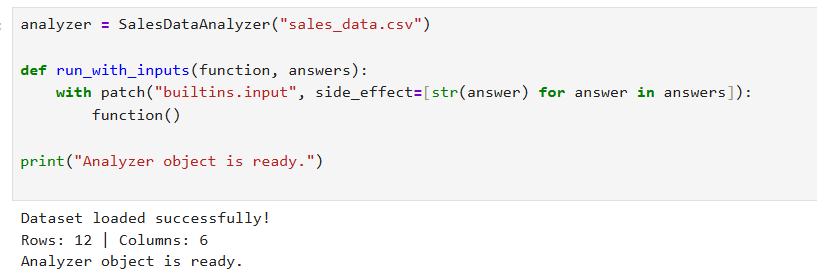 analyzer = SalesDataAnalyzer("sales_data.csv")
def run_with_inputs(function, answers):
    with patch("builtins.input", side_effect=[str(answer) for answer in answers]):
        function()
print("Analyzer object is ready.")
Dataset loaded successfully!
Rows: 12 | Columns: 6
Analyzer object is ready.